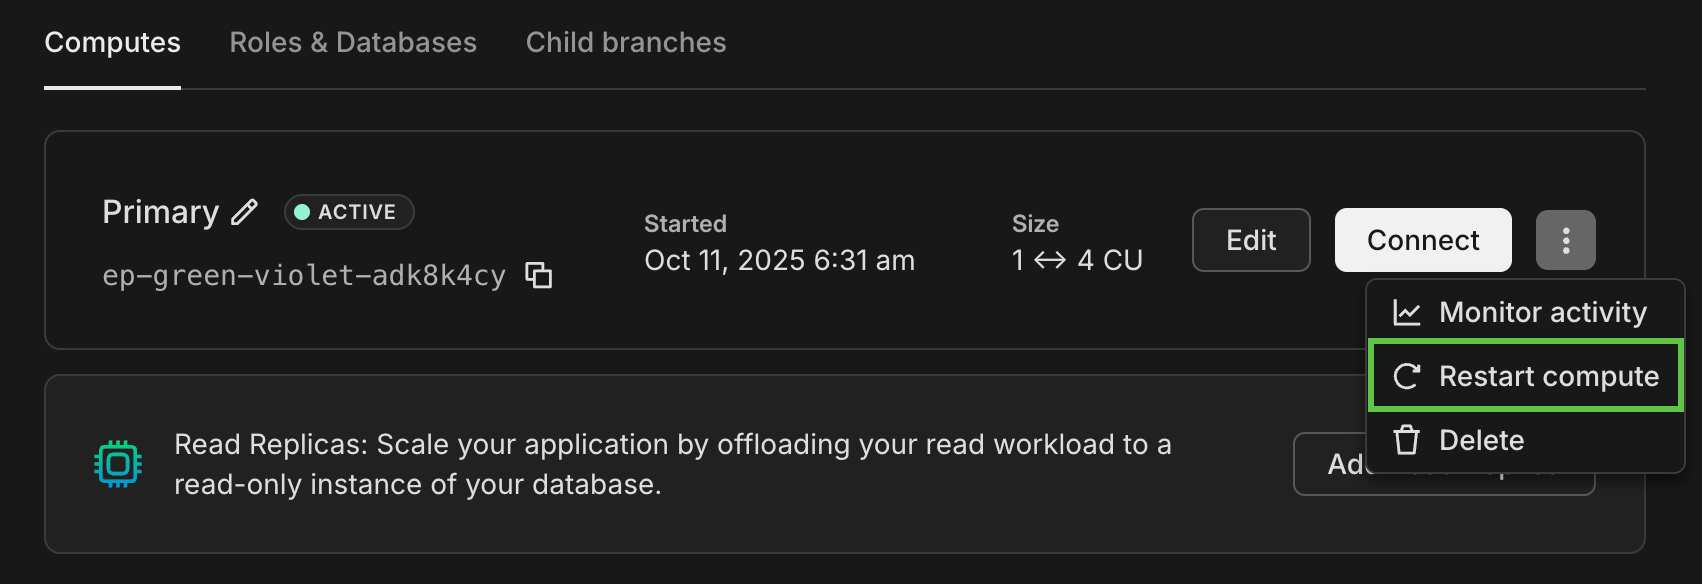 Computes
Roles & Databases
Child branches
Primary
ACTIVE
ep-green-violet-adk8k4cy
Started
Oct 11, 2025 6:31 am
Size
1 ↔ 4 CU
Edit
Connect
Monitor activity
Restart compute
Delete
Read Replicas: Scale your application by offloading your read workload to a
read-only instance of your database.